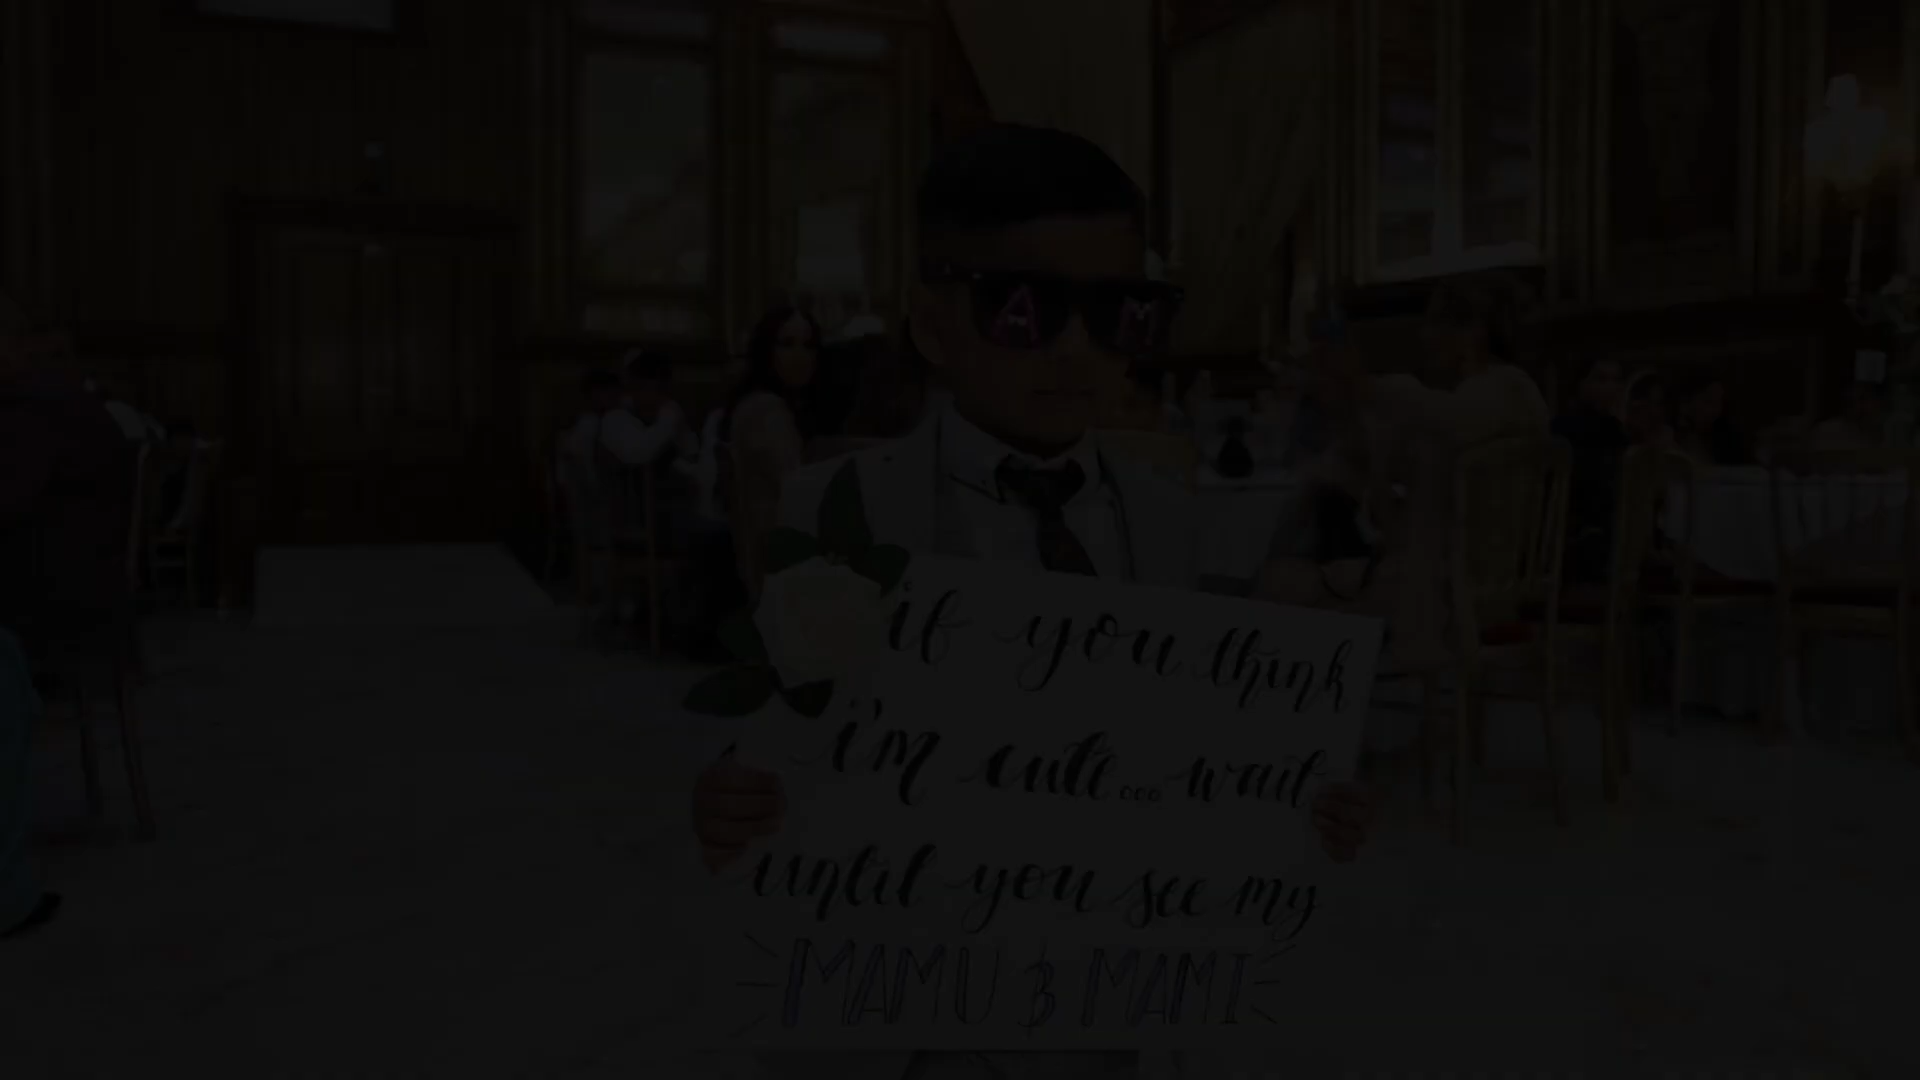 A M
if you think
i'm cute... wait
until you see my
MAMU & MAMI